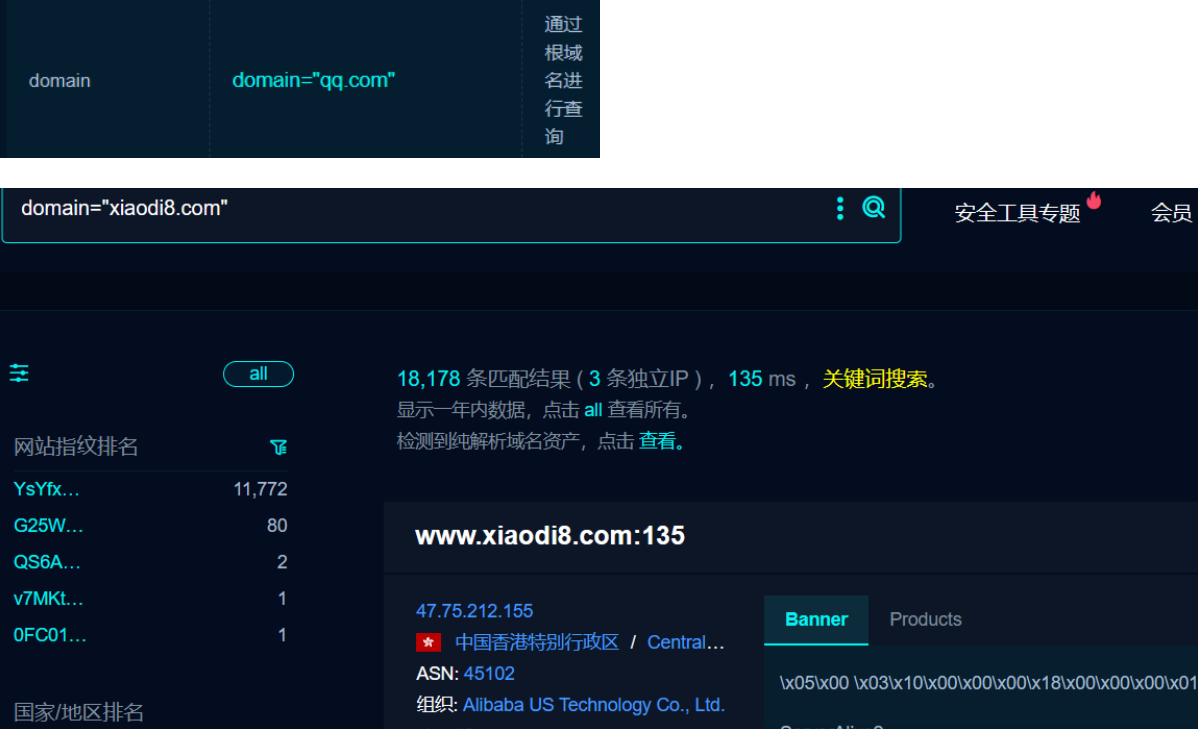 通过
根域
domain
domain="qq.com"
名进
行查
询
domain="xiaodi8.com"
安全工具专题
会员
all
18,178 条匹配结果 ( 3 条独立IP ) ，135 ms ，关键词搜索。
显示一年内数据，点击 all 查看所有。
检测到纯解析域名资产，点击 查看。
网站指纹排名
YsYfx…
11,772
G25W…
80
QS6A…
2
v7MKt…
1
0FC01…
1
国家/地区排名
www.xiaodi8.com:135
47.75.212.155
中国香港特别行政区 / Central…
ASN: 45102
组织: Alibaba US Technology Co., Ltd.
Banner
Products
\x05\x00 \x03\x10\x00\x00\x00\x18\x00\x00\x00\x01